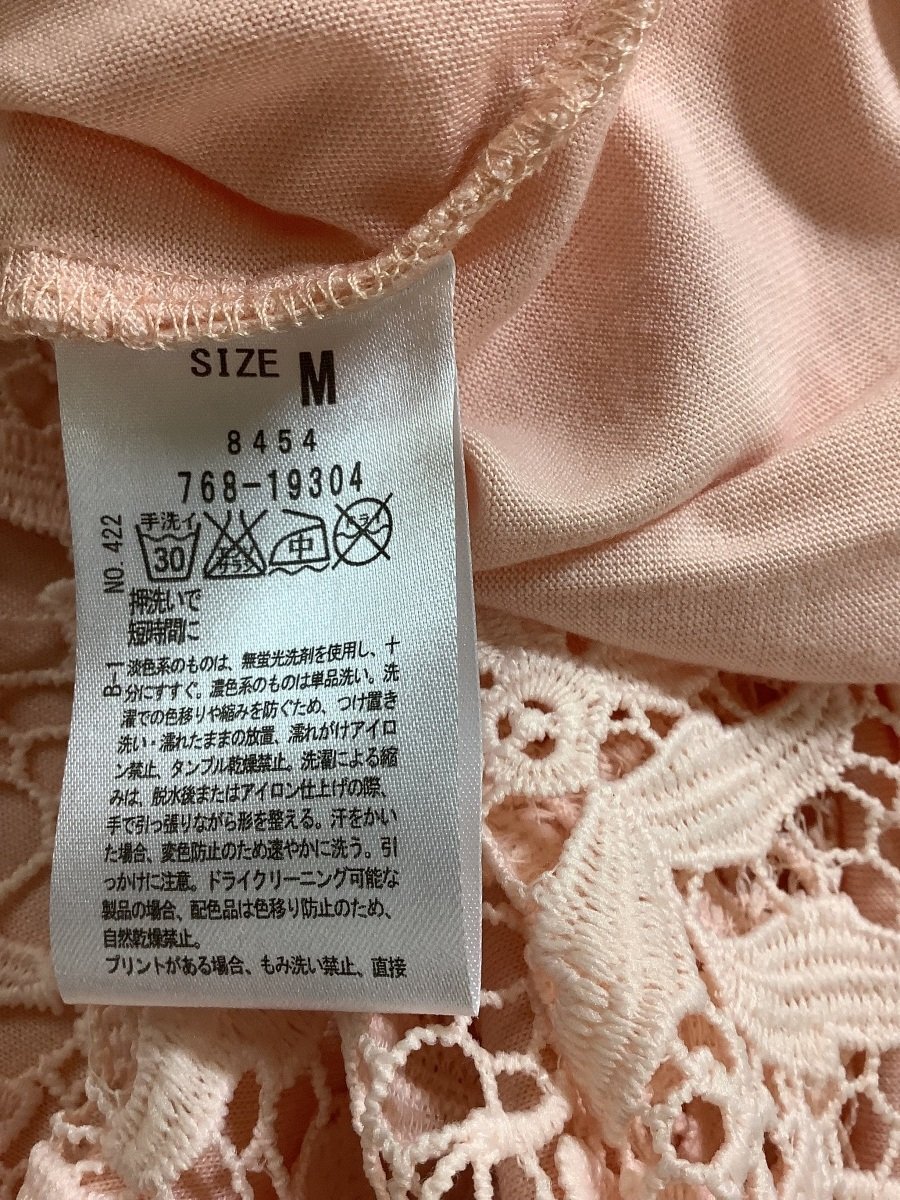 SIZE M
8454
768-19304
NO. 422
手洗イ
30
中
押洗いで
短時間に
B-1
淡色系のものは、無蛍光洗剤を使用し、十
分にすすぐ。濃色系のものは単品洗い。洗
濯での色移りや縮みを防ぐため、つけ置き
洗い・濡れたままの放置、濡れがけアイロ
ン禁止、タンブル乾燥禁止。洗濯による縮
みは、脱水後またはアイロン仕上げの際、
手で引っ張りながら形を整える。汗をかい
た場合、変色防止のため速やかに洗う。引
っかけに注意。ドライクリーニング可能な
製品の場合、配色品は色移り防止のため、
自然乾燥禁止。
プリントがある場合、もみ洗い禁止、直接